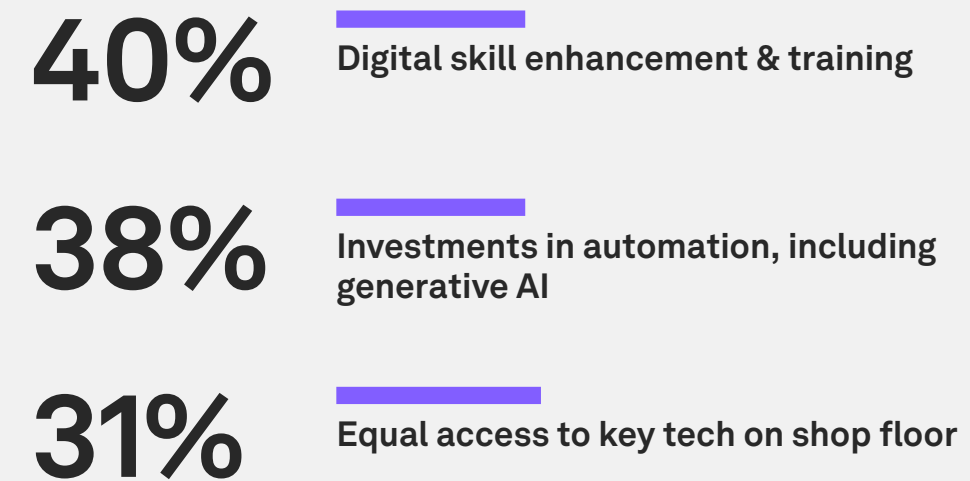 40%
Digital skill enhancement & training
38%
Investments in automation, including
generative AI
31%
Equal access to key tech on shop floor